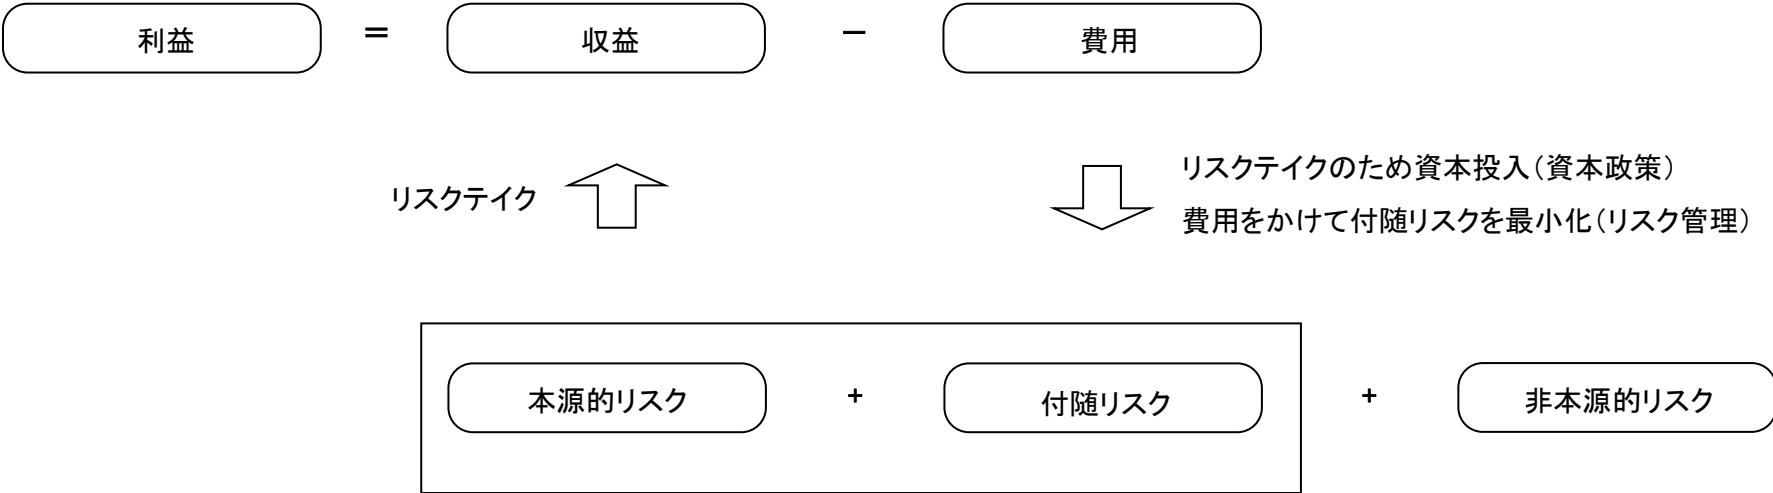 利益 = 収益 − 費用
リスクテイクのため資本投入（資本政策）
リスクテイク
費用をかけて付随リスクを最小化（リスク管理）
本源的リスク + 付随リスク + 非本源的リスク